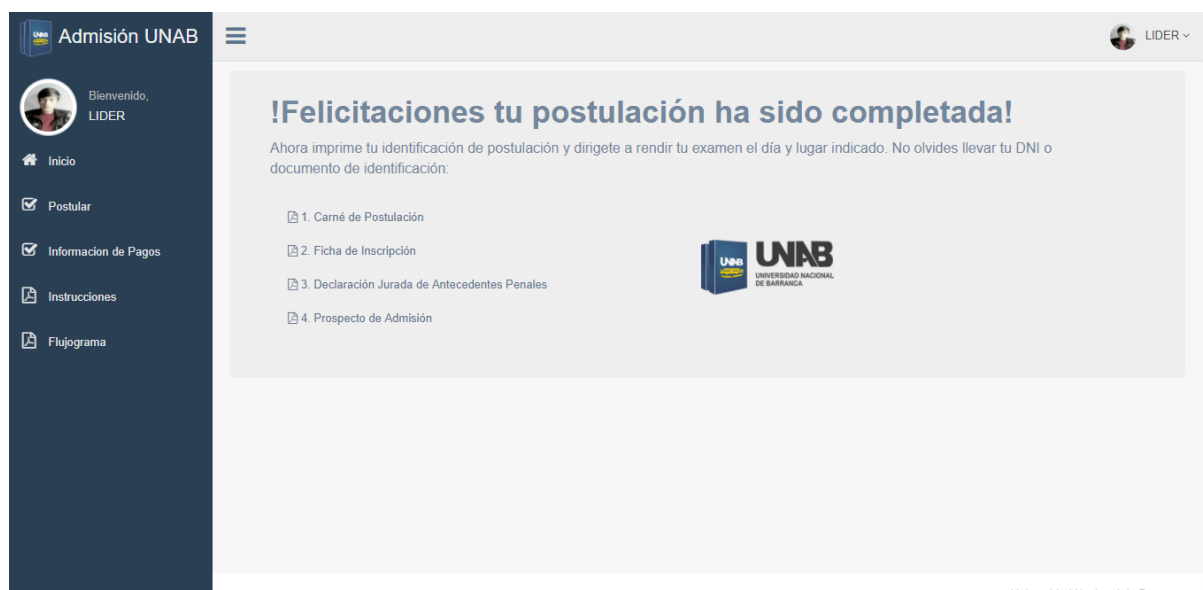 UNAB
Admisión UNAB
LIDER
Bienvenido,
LIDER
Inicio
Postular
Informacion de Pagos
Instrucciones
Flujograma
!Felicitaciones tu postulación ha sido completada!
Ahora imprime tu identificación de postulación y dirigete a rendir tu examen el día y lugar indicado. No olvides llevar tu DNI o
documento de identificación:
1. Carné de Postulación
2. Ficha de Inscripción
3. Declaración Jurada de Antecedentes Penales
4. Prospecto de Admisión
UNAB
UNAB
UNIVERSIDAD NACIONAL
DE BARRANCA